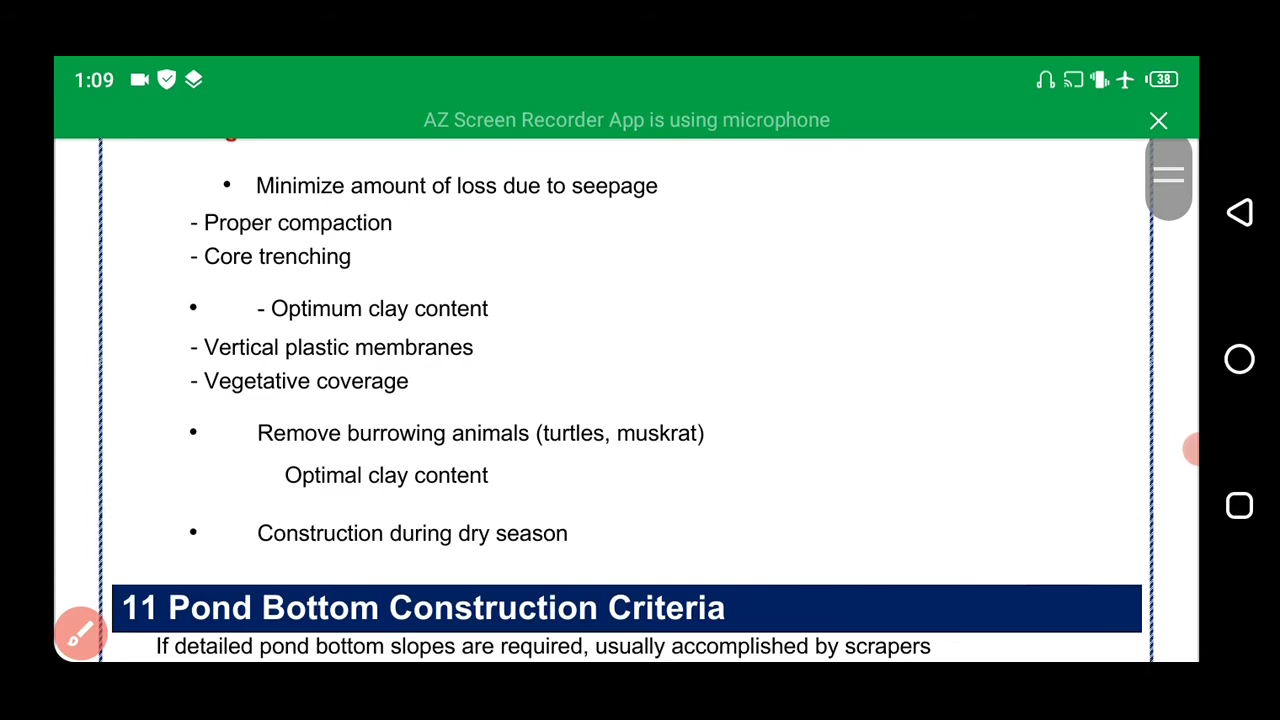 1:09
38
AZ Screen Recorder App is using microphone
• Minimize amount of loss due to seepage
- Proper compaction
- Core trenching
• - Optimum clay content
- Vertical plastic membranes
- Vegetative coverage
• Remove burrowing animals (turtles, muskrat)
Optimal clay content
• Construction during dry season
11 Pond Bottom Construction Criteria
If detailed pond bottom slopes are required, usually accomplished by scrapers